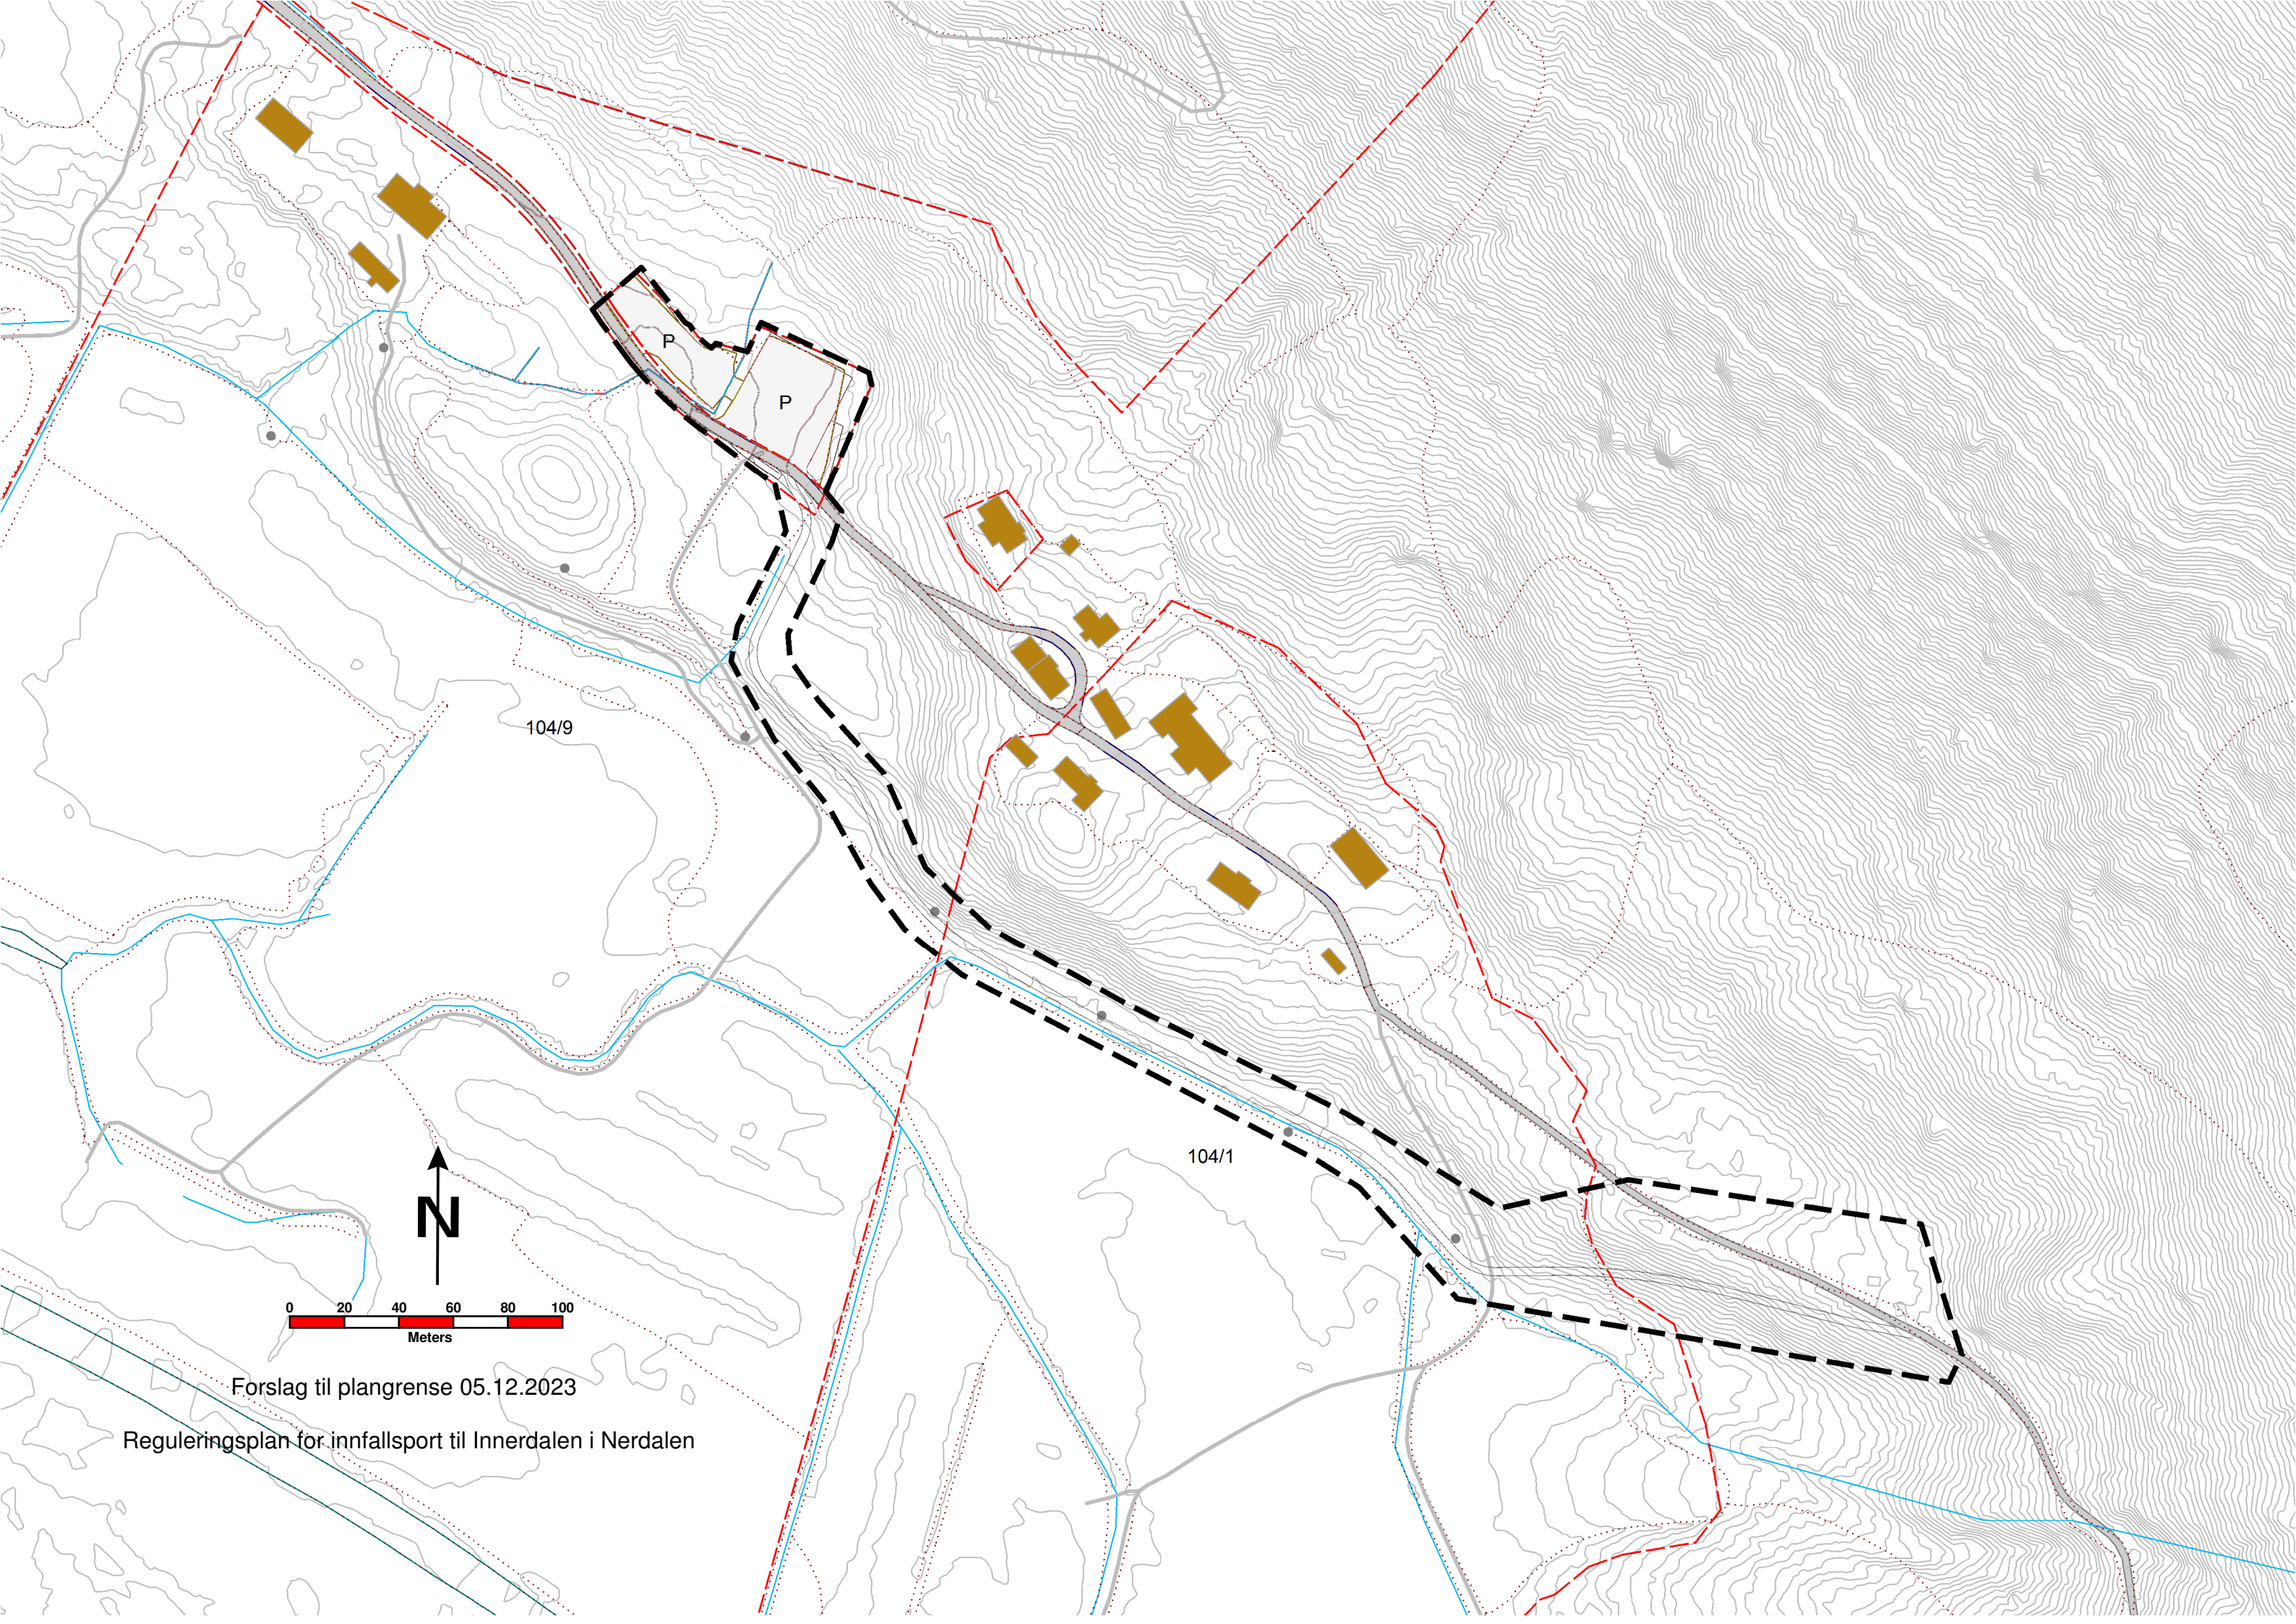 P
P
104/9
104/1
N
0 20 40 60 80 100
Meters
Forslag til plangrense 05.12.2023
Reguleringsplan for innfallsport til Innerdalen i Nerdalen